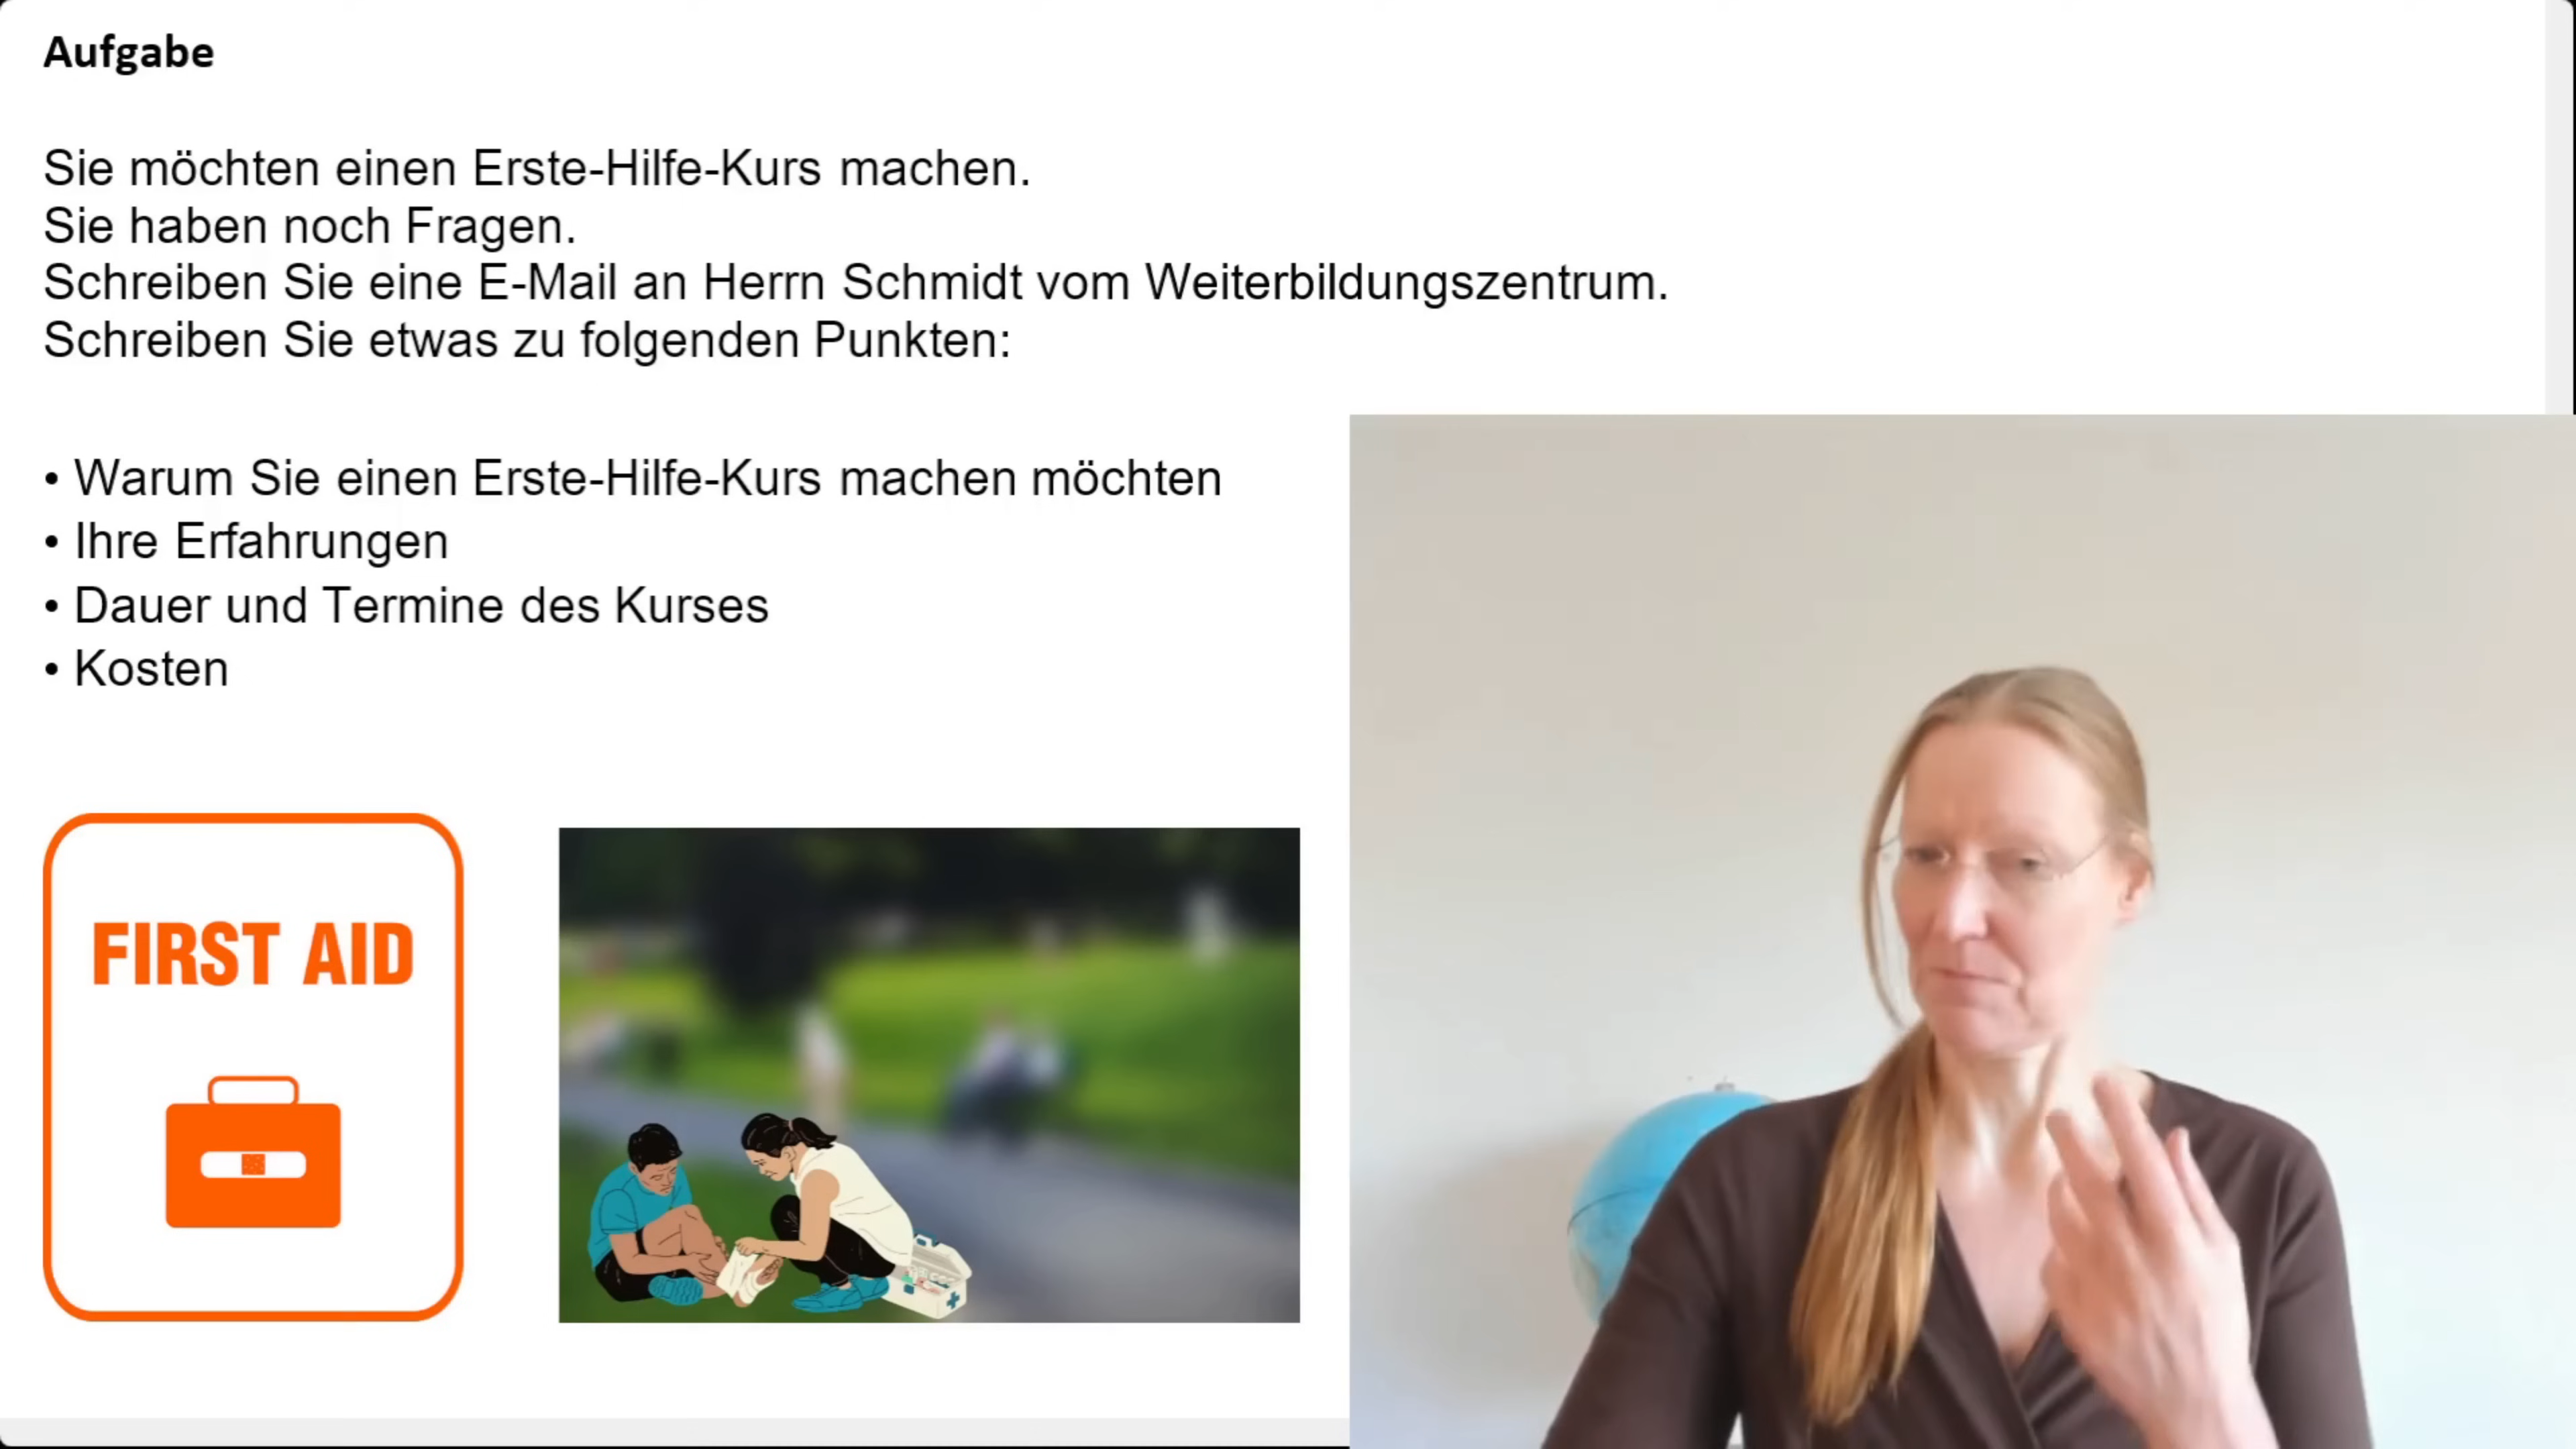 Aufgabe
Sie möchten einen Erste-Hilfe-Kurs machen.
Sie haben noch Fragen.
Schreiben Sie eine E-Mail an Herrn Schmidt vom Weiterbildungszentrum.
Schreiben Sie etwas zu folgenden Punkten:
• Warum Sie einen Erste-Hilfe-Kurs machen möchten
• Ihre Erfahrungen
• Dauer und Termine des Kurses
• Kosten
FIRST AID